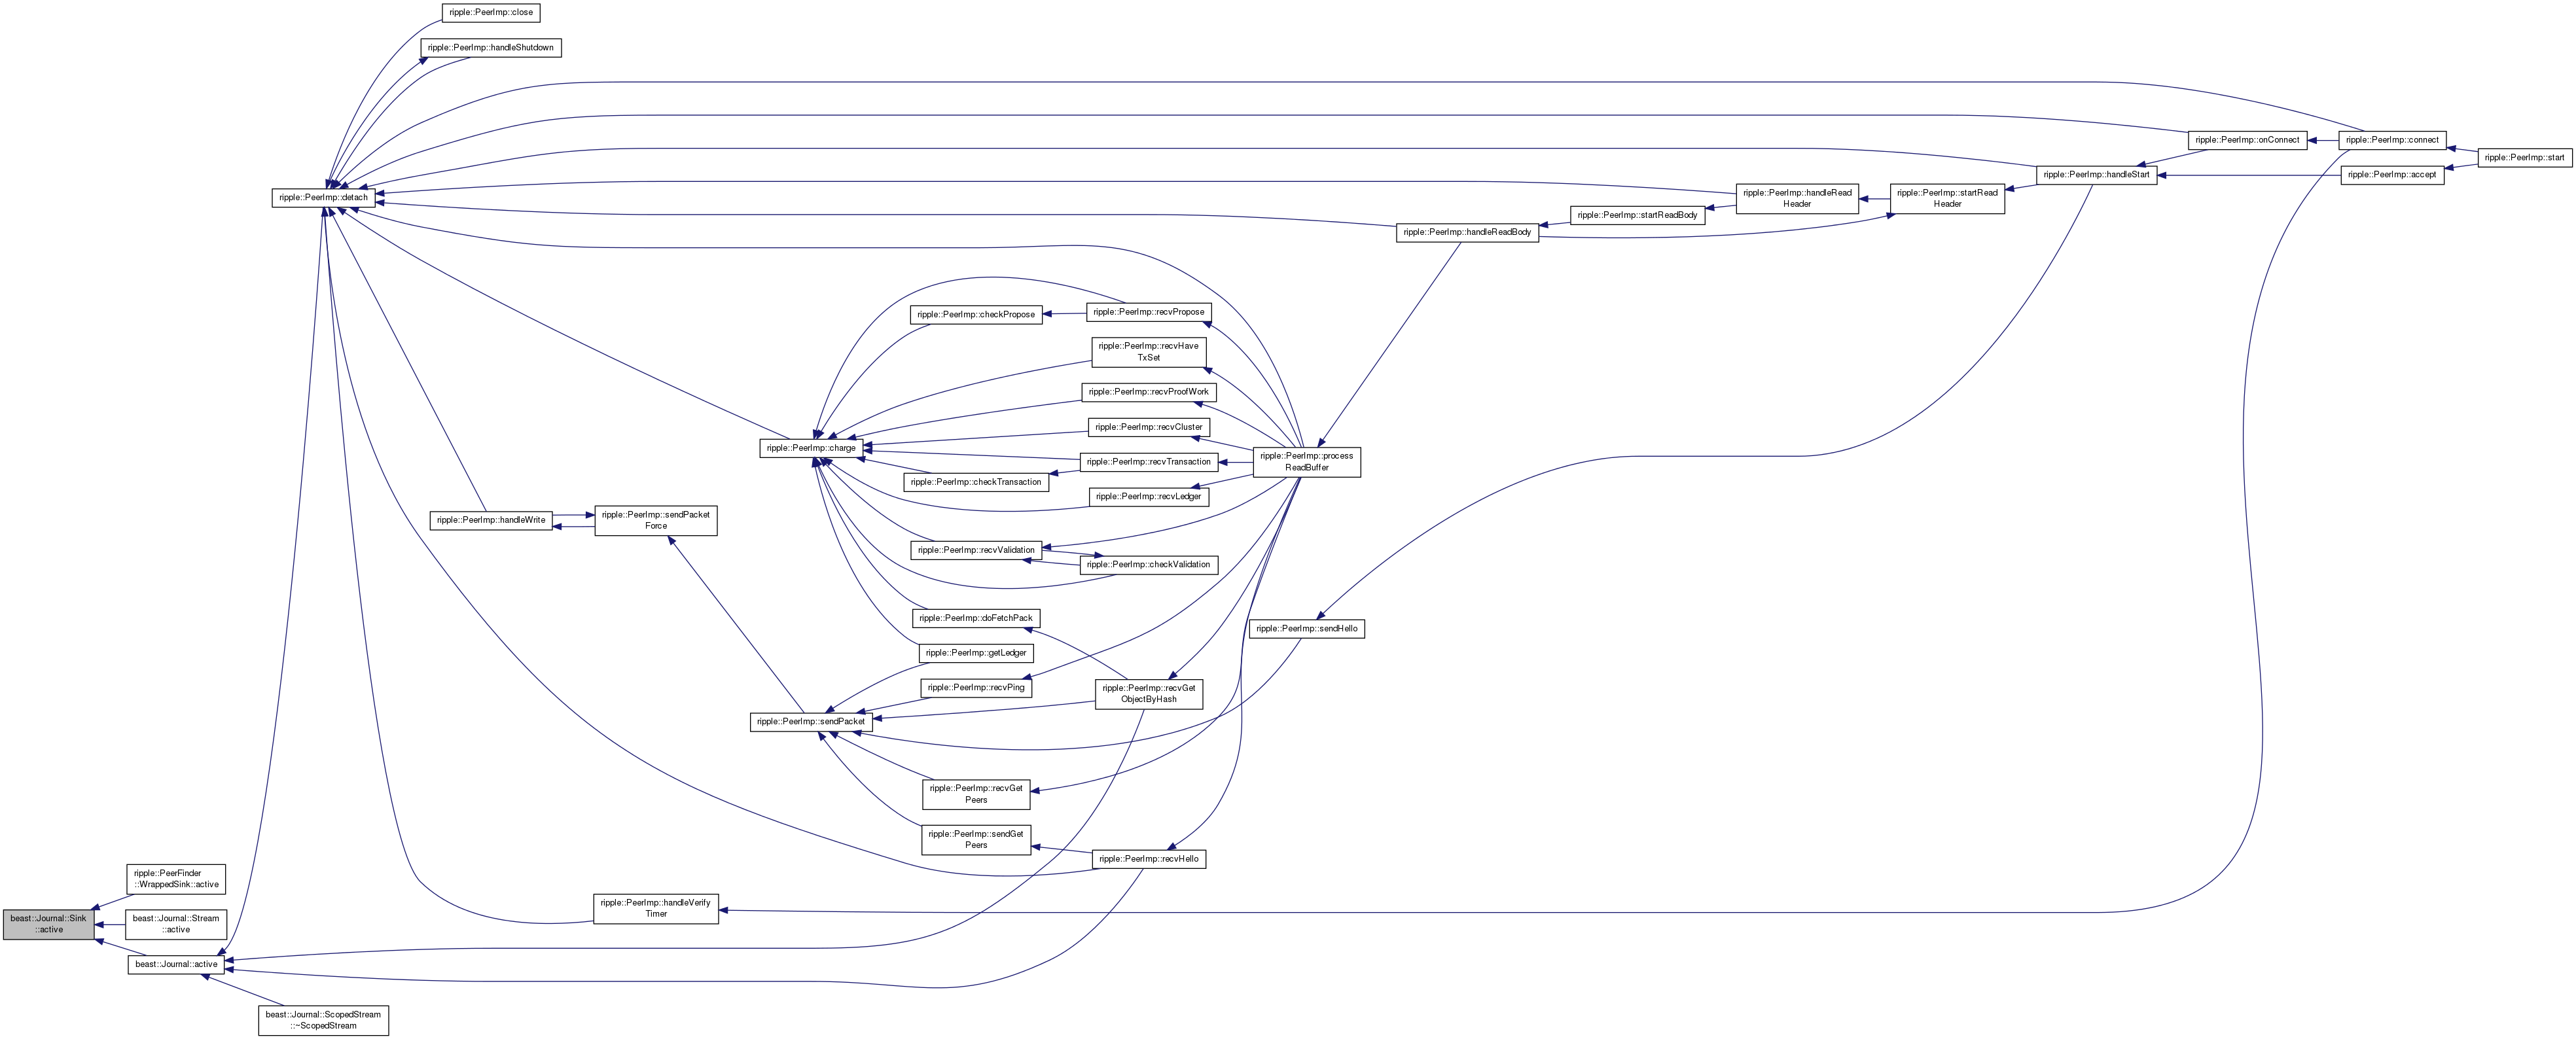 ripple::PeerImp::close
ripple::PeerImp::handleShutdown
ripple::PeerImp::onConnect
ripple::PeerImp::connect
ripple::PeerImp::start
ripple::PeerImp::handleStart
ripple::PeerImp::accept
ripple::PeerImp::detach
ripple::PeerImp::handleRead
Header
ripple::PeerImp::startRead
Header
ripple::PeerImp::startReadBody
ripple::PeerImp::handleReadBody
ripple::PeerImp::checkPropose
ripple::PeerImp::recvPropose
ripple::PeerImp::recvHave
TxSet
ripple::PeerImp::recvProofWork
ripple::PeerImp::recvCluster
ripple::PeerImp::charge
ripple::PeerImp::recvTransaction
ripple::PeerImp::process
ReadBuffer
ripple::PeerImp::checkTransaction
ripple::PeerImp::recvLedger
ripple::PeerImp::handleWrite
ripple::PeerImp::sendPacket
Force
ripple::PeerImp::recvValidation
ripple::PeerImp::checkValidation
ripple::PeerImp::doFetchPack
ripple::PeerImp::sendHello
ripple::PeerImp::getLedger
ripple::PeerImp::recvPing
ripple::PeerImp::recvGet
ObjectByHash
ripple::PeerImp::sendPacket
ripple::PeerImp::recvGet
Peers
ripple::PeerImp::sendGet
Peers
ripple::PeerImp::recvHello
ripple::PeerFinder
::WrappedSink::active
ripple::PeerImp::handleVerify
Timer
beast::Journal::Sink
::active
beast::Journal::Stream
::active
beast::Journal::active
beast::Journal::ScopedStream
::~ScopedStream